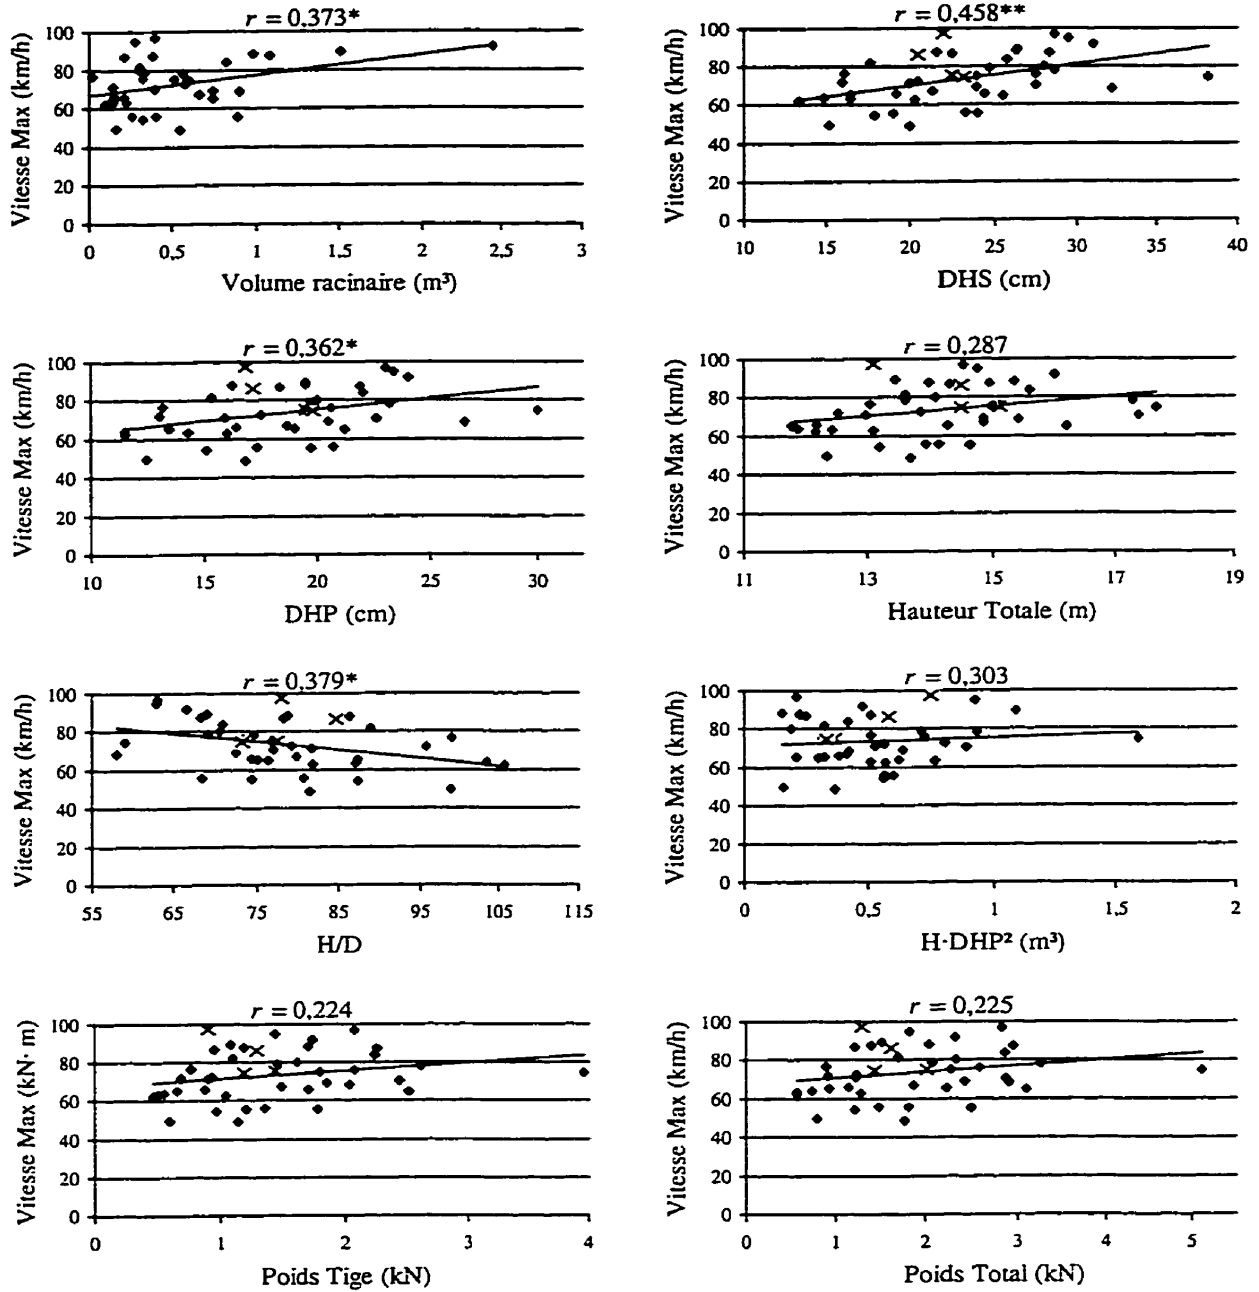 r = 0,373*
Vitesse Max (km/h)
100
80
60
40
20
0
0 0,5 1 1,5 2 2,5 3
Volume racinaire (m³)
r = 0,458**
Vitesse Max (km/h)
100
80
60
40
20
0
10 15 20 25 30 35 40
DHS (cm)
r = 0,362*
Vitesse Max (km/h)
100
80
60
40
20
0
10 15 20 25 30
DHP (cm)
r = 0,287
Vitesse Max (km/h)
100
80
60
40
20
0
11 13 15 17 19
Hauteur Totale (m)
r = 0,379*
Vitesse Max (km/h)
100
80
60
40
20
0
55 65 75 85 95 105 115
H/D
r = 0,303
Vitesse Max (km/h)
100
80
60
40
20
0
0 0,5 1 1,5 2
H·DHP² (m³)
r = 0,224
Vitesse Max (kN·m)
100
80
60
40
20
0
0 1 2 3 4
Poids Tige (kN)
r = 0,225
Vitesse Max (km/h)
100
80
60
40
20
0
0 1 2 3 4 5
Poids Total (kN)